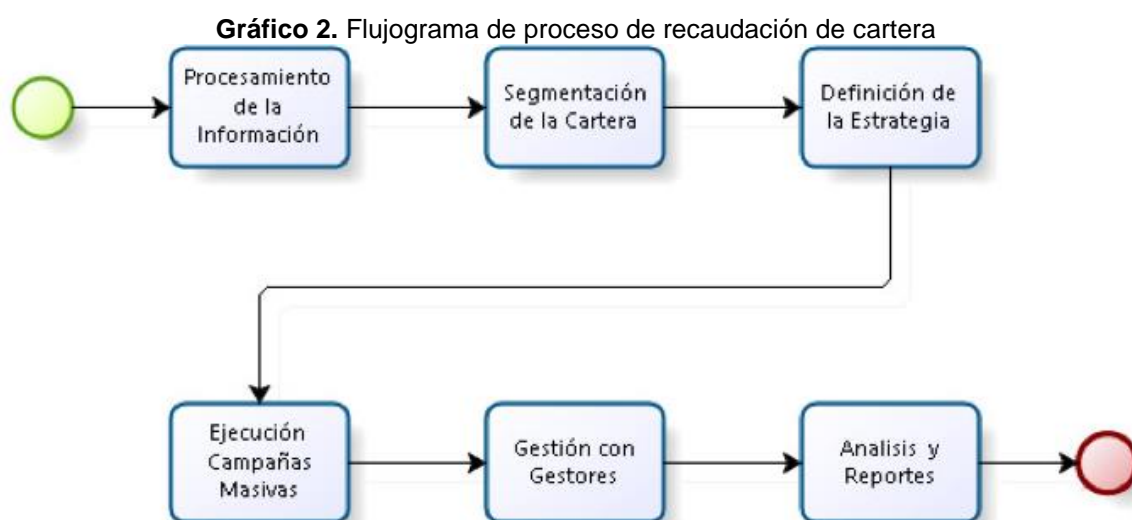 Gráfico 2. Flujograma de proceso de recaudación de cartera
Procesamiento
de la
Información
Segmentación
de la Cartera
Definición de
la Estrategia
Ejecución
Campañas
Masivas
Gestión con
Gestores
Analisis y
Reportes